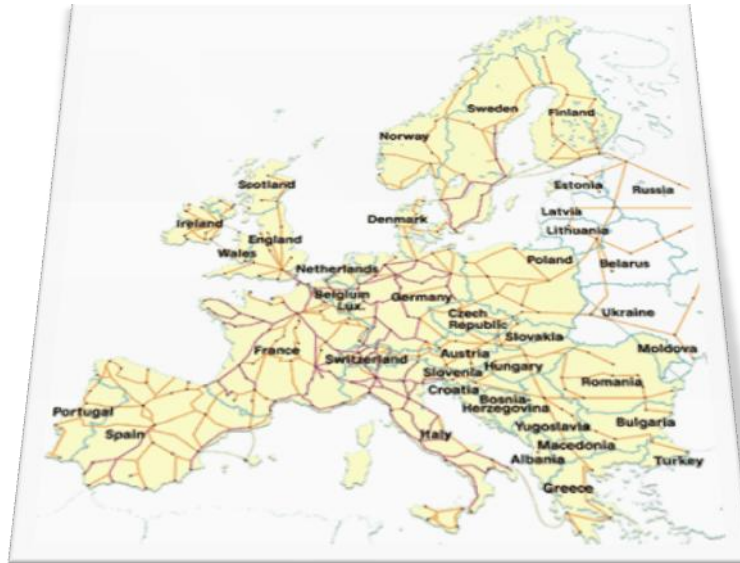 Sweden
Finland
Norway
Scotland
Estonia
Russia
Latvia
Ireland
Denmark
Lithuania
England
Wales
Poland
Belarus
Netherlands
Belgium
Lux.
Germany
Czech
Republic
Ukraine
Slovakia
Moldova
France
Switzerland
Austria
Hungary
Slovenia
Romania
Croatia
Bosnia-
Herzegovina
Portugal
Spain
Italy
Yugoslavia
Bulgaria
Macedonia
Albania
Turkey
Greece